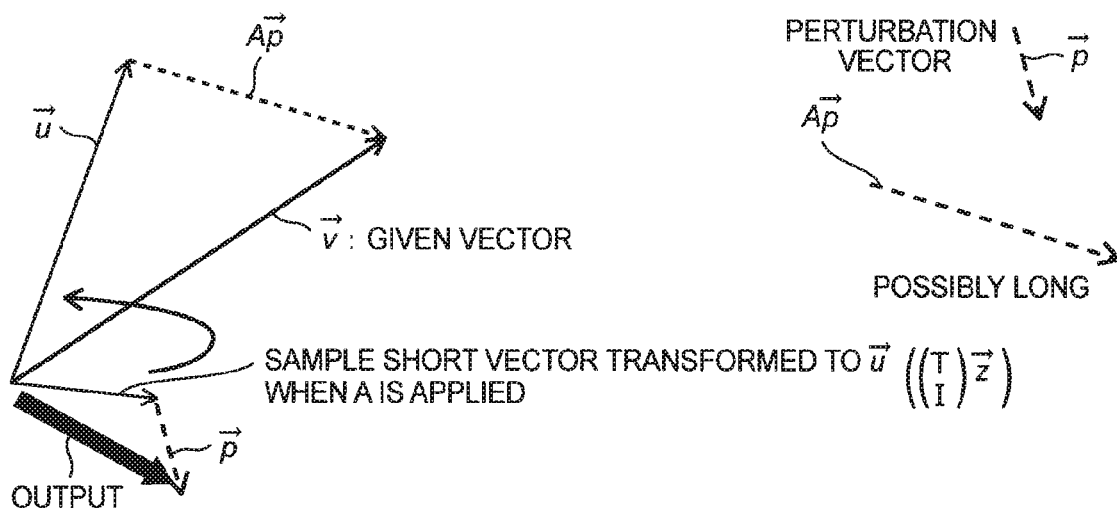 Ap⃗
u⃗
v⃗ : GIVEN VECTOR
SAMPLE SHORT VECTOR TRANSFORMED TO u⃗ ((T I) z⃗)
WHEN A IS APPLIED
p⃗
OUTPUT
PERTURBATION
VECTOR
p⃗
Ap⃗
POSSIBLY LONG